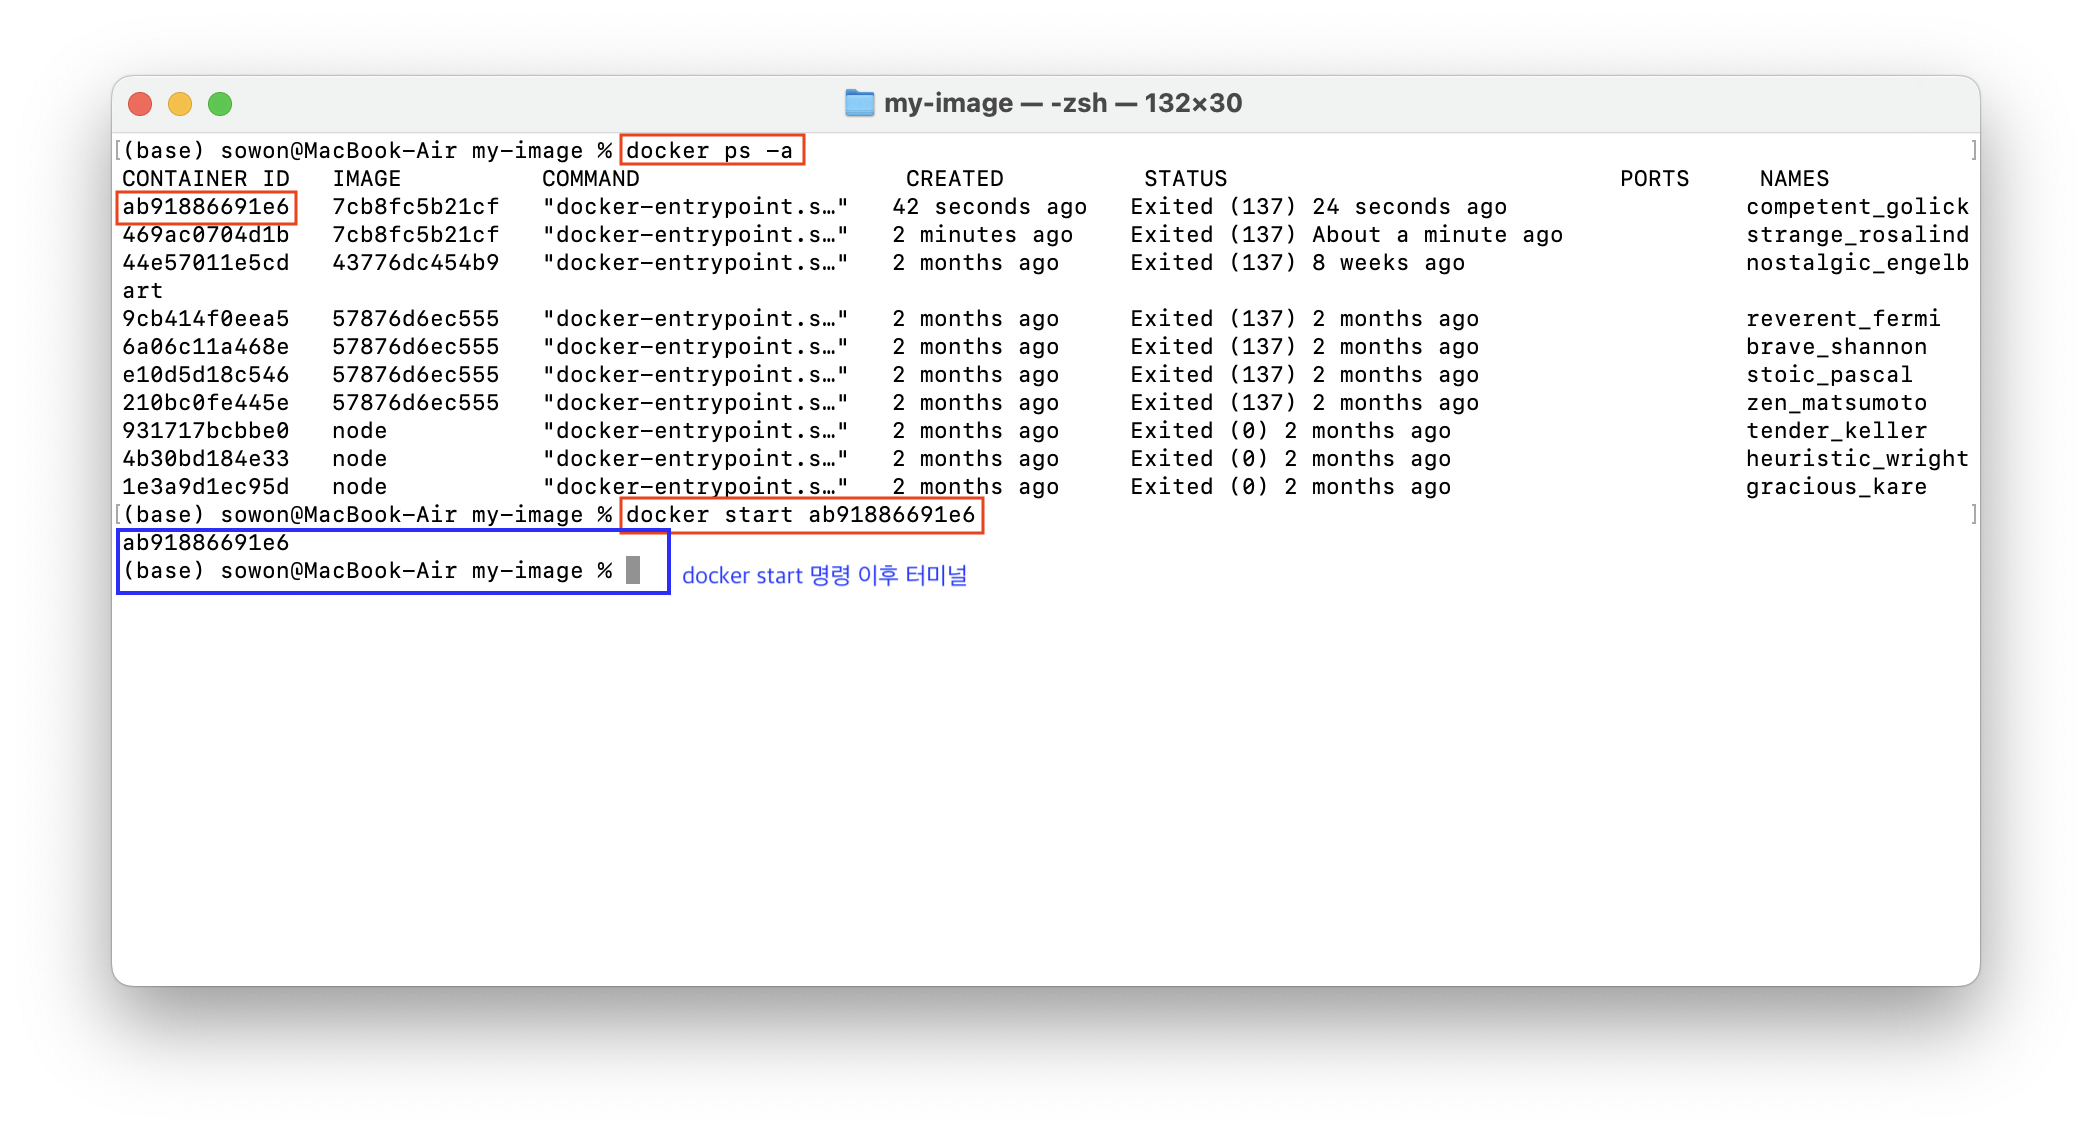 my-image — -zsh — 132×30
[(base) sowon@MacBook-Air my-image % docker ps -a ]
CONTAINER ID   IMAGE          COMMAND                   CREATED          STATUS                            PORTS     NAMES
ab91886691e6   7cb8fc5b21cf   "docker-entrypoint.s…"   42 seconds ago   Exited (137) 24 seconds ago                 competent_golick
469ac0704d1b   7cb8fc5b21cf   "docker-entrypoint.s…"   2 minutes ago    Exited (137) About a minute ago             strange_rosalind
44e57011e5cd   43776dc454b9   "docker-entrypoint.s…"   2 months ago     Exited (137) 8 weeks ago                    nostalgic_engelb
art
9cb414f0eea5   57876d6ec555   "docker-entrypoint.s…"   2 months ago     Exited (137) 2 months ago                   reverent_fermi
6a06c11a468e   57876d6ec555   "docker-entrypoint.s…"   2 months ago     Exited (137) 2 months ago                   brave_shannon
e10d5d18c546   57876d6ec555   "docker-entrypoint.s…"   2 months ago     Exited (137) 2 months ago                   stoic_pascal
210bc0fe445e   57876d6ec555   "docker-entrypoint.s…"   2 months ago     Exited (137) 2 months ago                   zen_matsumoto
931717bcbbe0   node           "docker-entrypoint.s…"   2 months ago     Exited (0) 2 months ago                     tender_keller
4b30bd184e33   node           "docker-entrypoint.s…"   2 months ago     Exited (0) 2 months ago                     heuristic_wright
1e3a9d1ec95d   node           "docker-entrypoint.s…"   2 months ago     Exited (0) 2 months ago                     gracious_kare
[(base) sowon@MacBook-Air my-image % docker start ab91886691e6 ]
ab91886691e6
(base) sowon@MacBook-Air my-image %
docker start 명령 이후 터미널